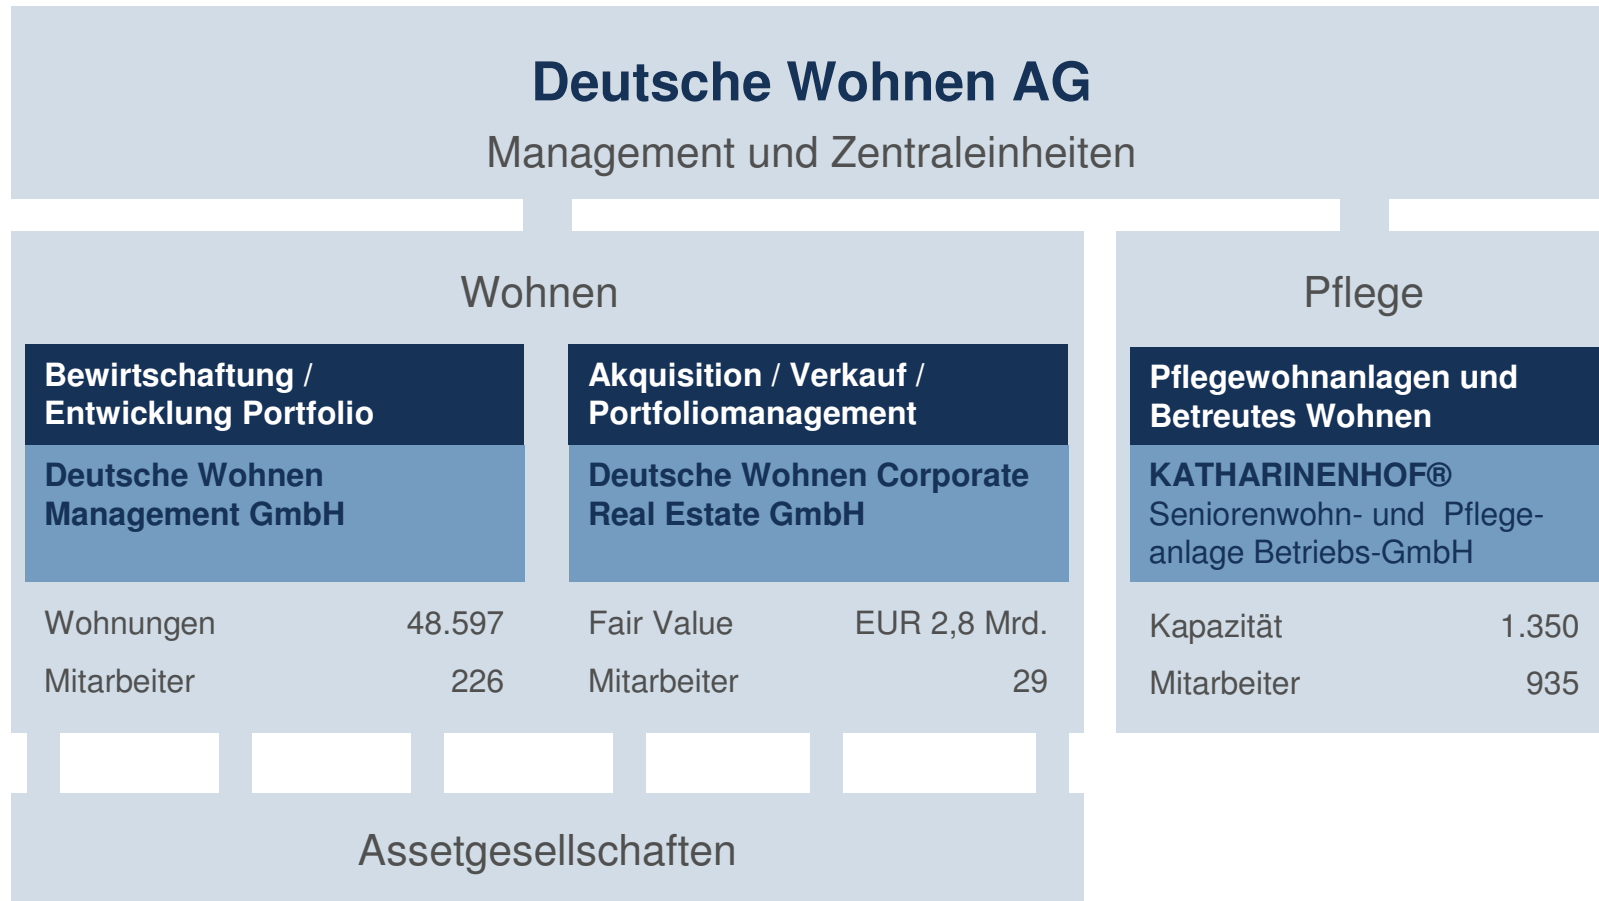 Deutsche Wohnen AG
Management und Zentraleinheiten
Wohnen
Bewirtschaftung /
Entwicklung Portfolio
Deutsche Wohnen
Management GmbH
Wohnungen 48.597
Mitarbeiter 226
Akquisition / Verkauf /
Portfoliomanagement
Deutsche Wohnen Corporate
Real Estate GmbH
Fair Value EUR 2,8 Mrd.
Mitarbeiter 29
Pflege
Pflegewohnanlagen und
Betreutes Wohnen
KATHARINENHOF®
Seniorenwohn- und Pflege-
anlage Betriebs-GmbH
Kapazität 1.350
Mitarbeiter 935
Assetgesellschaften